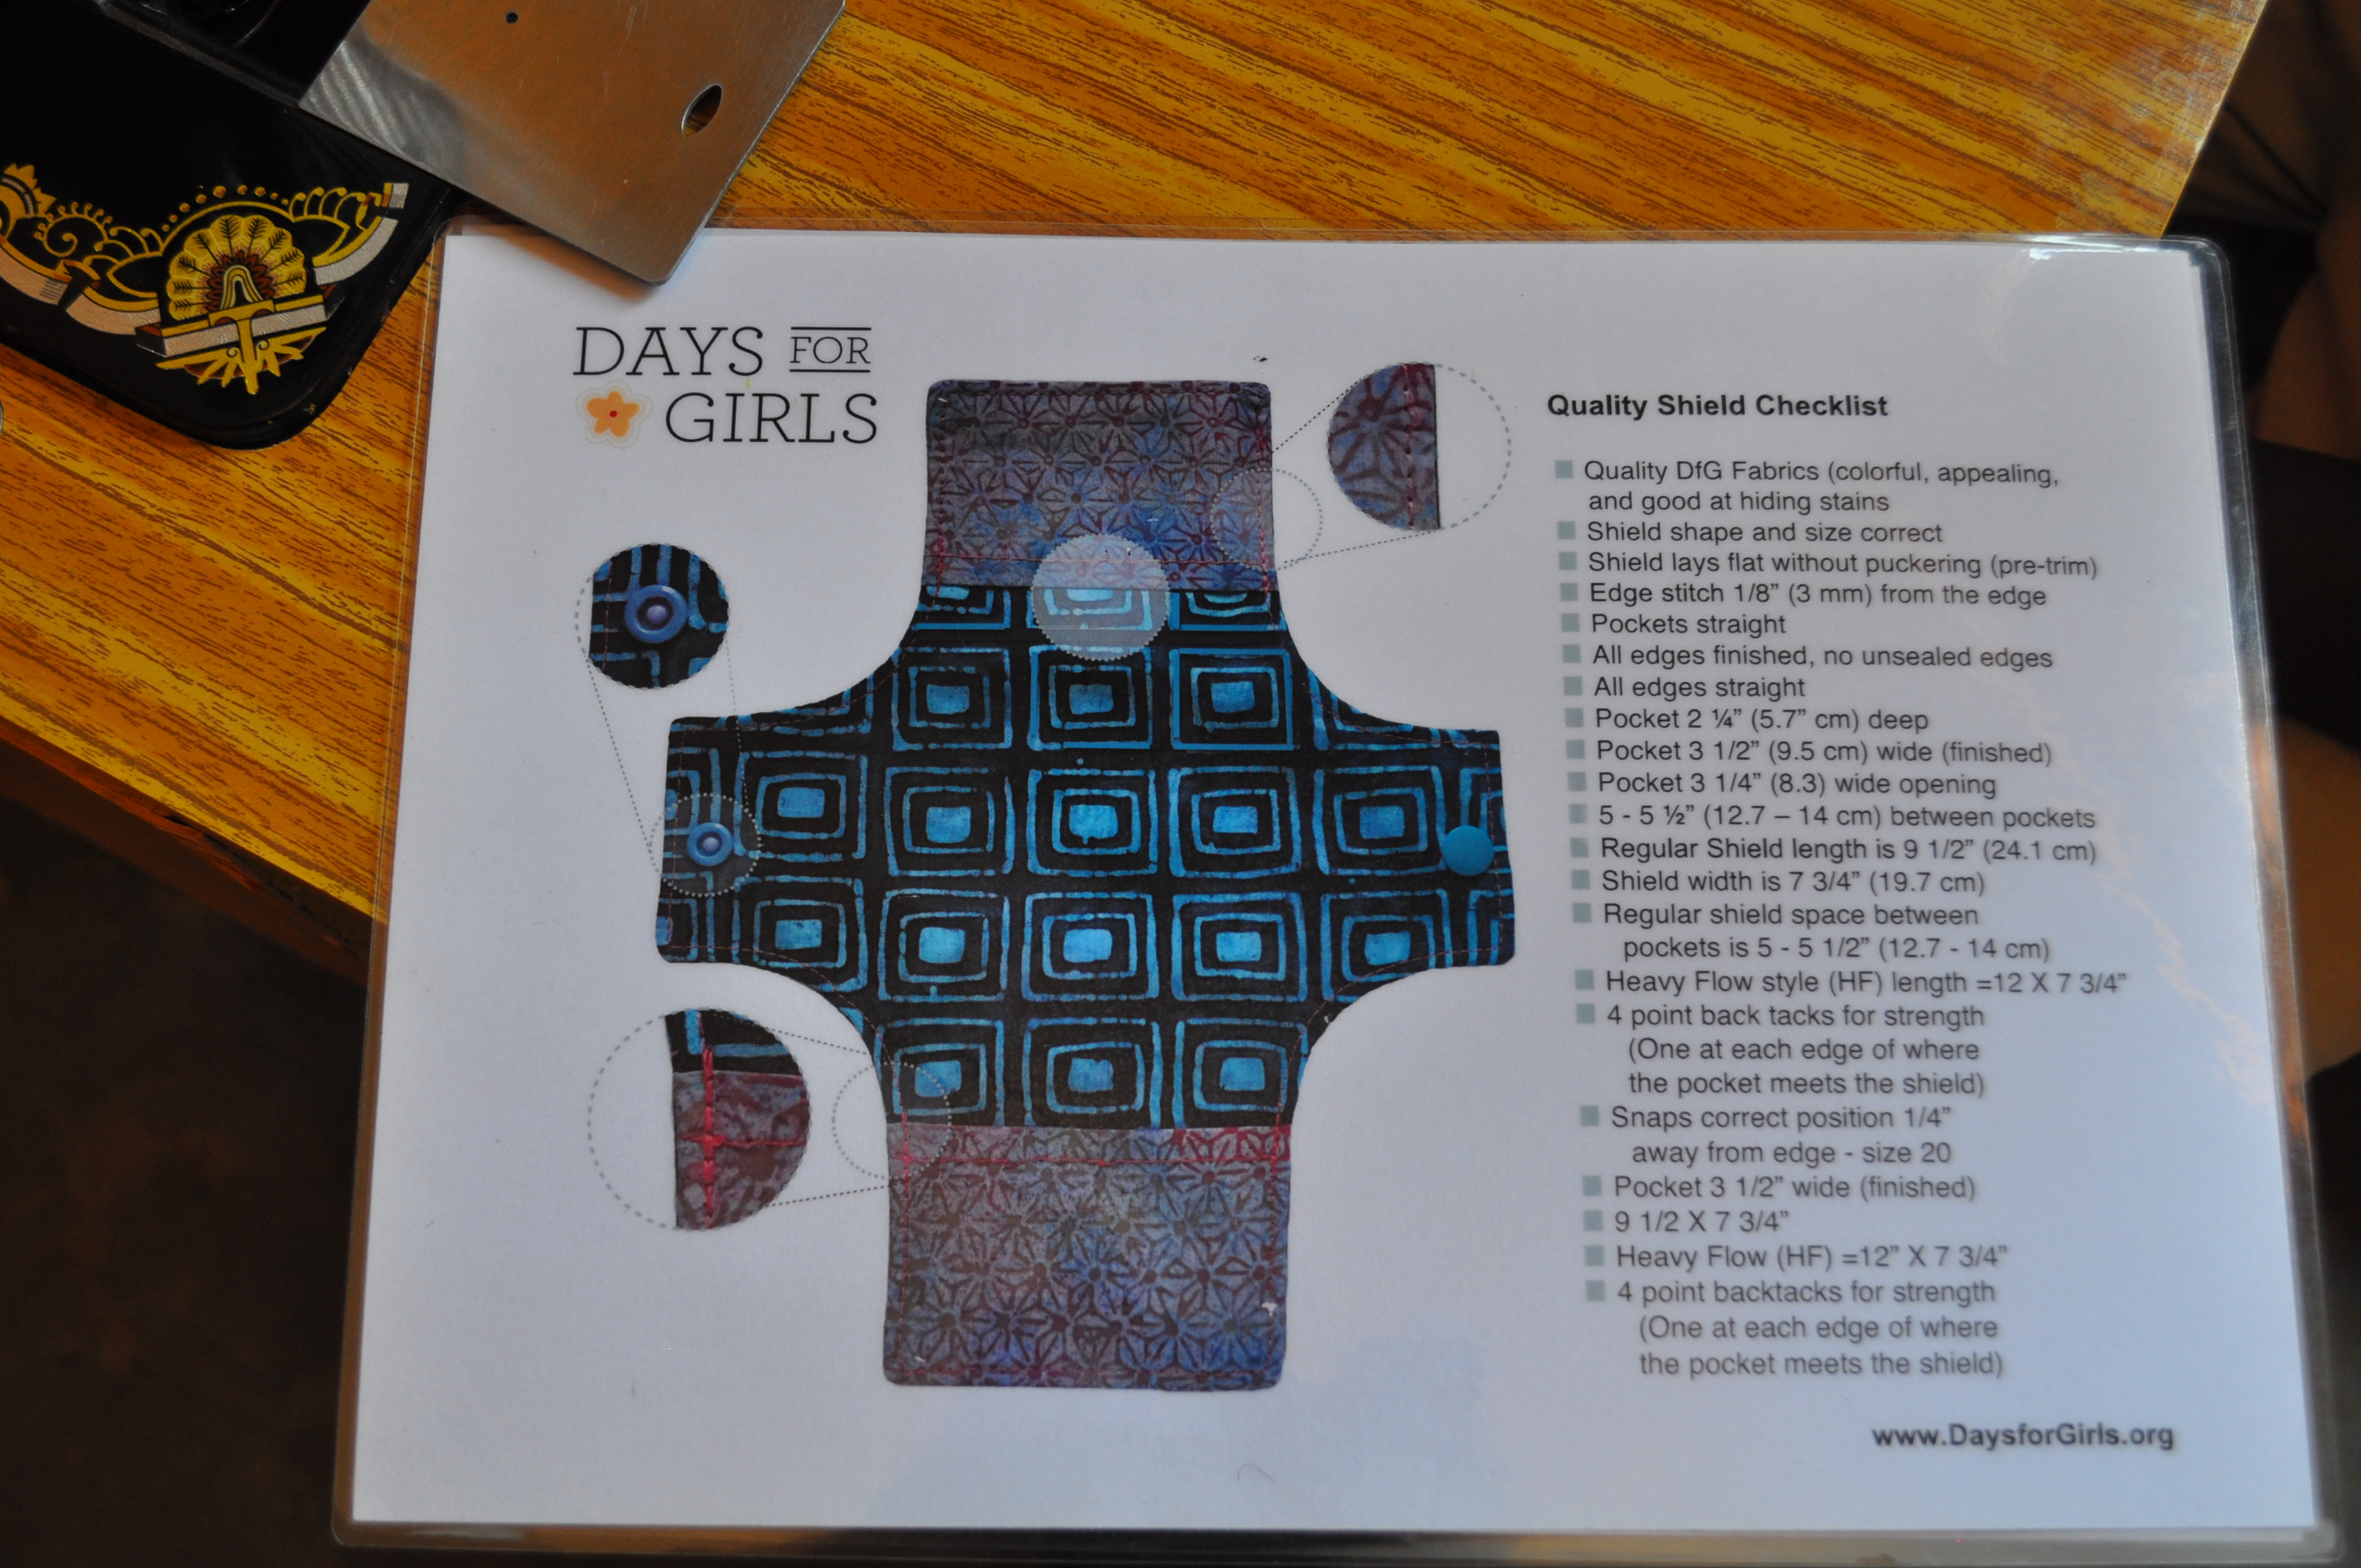 DAYS FOR
GIRLS
Quality Shield Checklist
Quality DfG Fabrics (colorful, appealing,
and good at hiding stains
Shield shape and size correct
Shield lays flat without puckering (pre-trim)
Edge stitch 1/8” (3 mm) from the edge
Pockets straight
All edges finished, no unsealed edges
All edges straight
Pocket 2 ¼” (5.7” cm) deep
Pocket 3 1/2” (9.5 cm) wide (finished)
Pocket 3 1/4” (8.3) wide opening
5 - 5 ½” (12.7 – 14 cm) between pockets
Regular Shield length is 9 1/2” (24.1 cm)
Shield width is 7 3/4” (19.7 cm)
Regular shield space between
pockets is 5 - 5 1/2” (12.7 - 14 cm)
Heavy Flow style (HF) length =12 X 7 3/4”
4 point back tacks for strength
(One at each edge of where
the pocket meets the shield)
Snaps correct position 1/4”
away from edge - size 20
Pocket 3 1/2” wide (finished)
9 1/2 X 7 3/4”
Heavy Flow (HF) =12” X 7 3/4”
4 point backtacks for strength
(One at each edge of where
the pocket meets the shield)
www.DaysforGirls.org